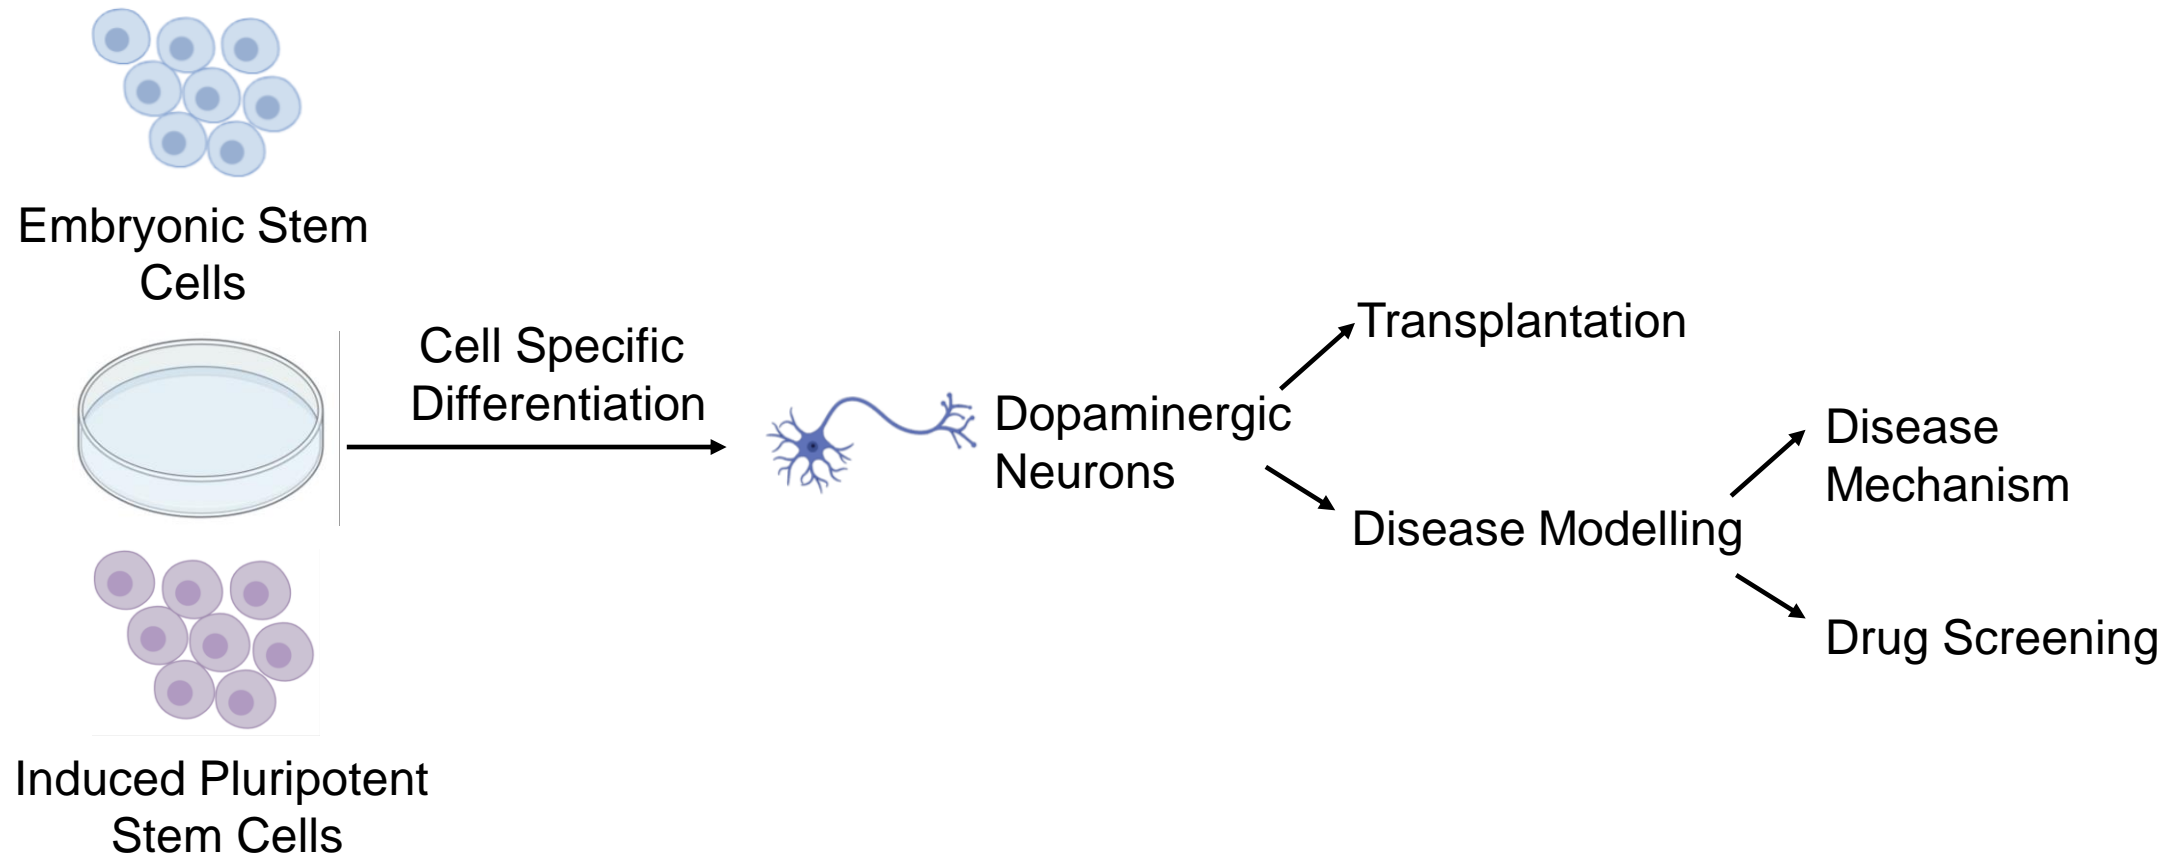 Embryonic Stem
Cells
Cell Specific
Differentiation
Dopaminergic
Neurons
Transplantation
Disease Modelling
Disease
Mechanism
Drug Screening
Induced Pluripotent
Stem Cells